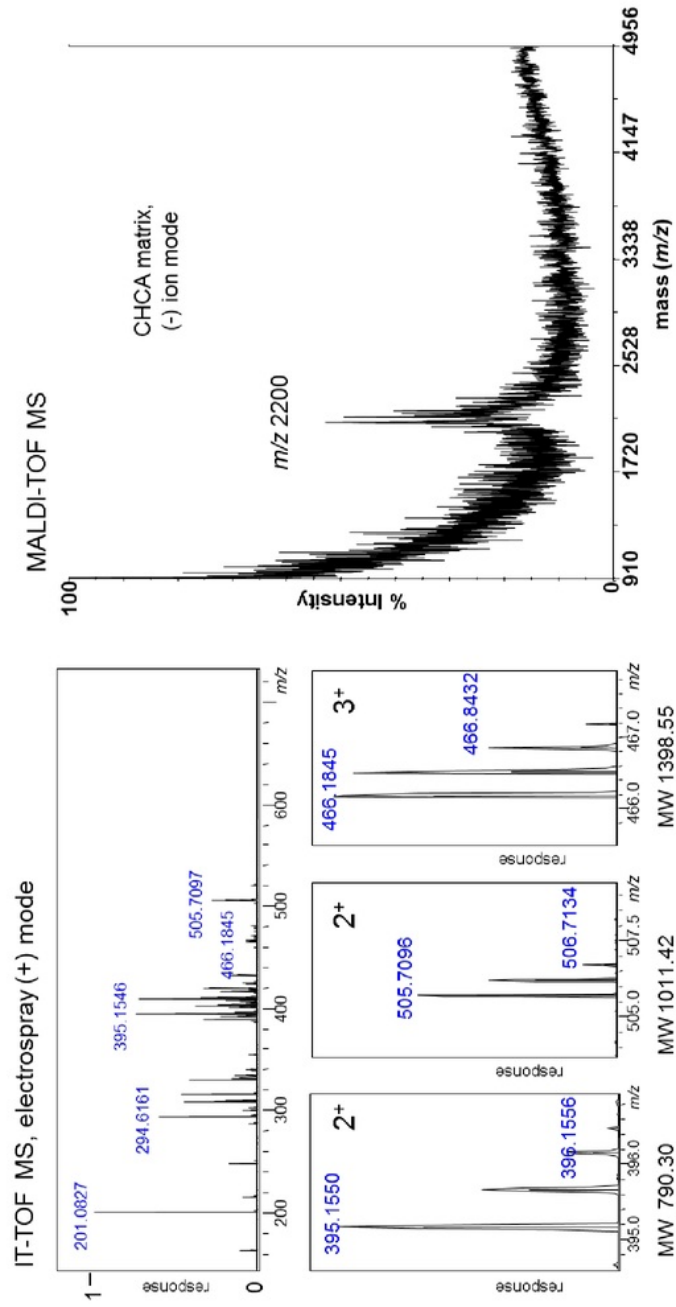 IT-TOF MS, electrospray (+) mode
1
response
0
201.0827
294.6161
395.1546
466.1845
505.7097
200
300
400
500
600
m/z
395.1550
2+
396.1556
response
395.0
396.0
m/z
MW 790.30
505.7096
2+
506.7134
response
505.0
507.5
m/z
MW 1011.42
466.1845
3+
466.8432
response
466.0
467.0
m/z
MW 1398.55
MALDI-TOF MS
100
% Intensity
0
m/z 2200
CHCA matrix,
(-) ion mode
910
1720
2528
3338
4147
4956
mass (m/z)